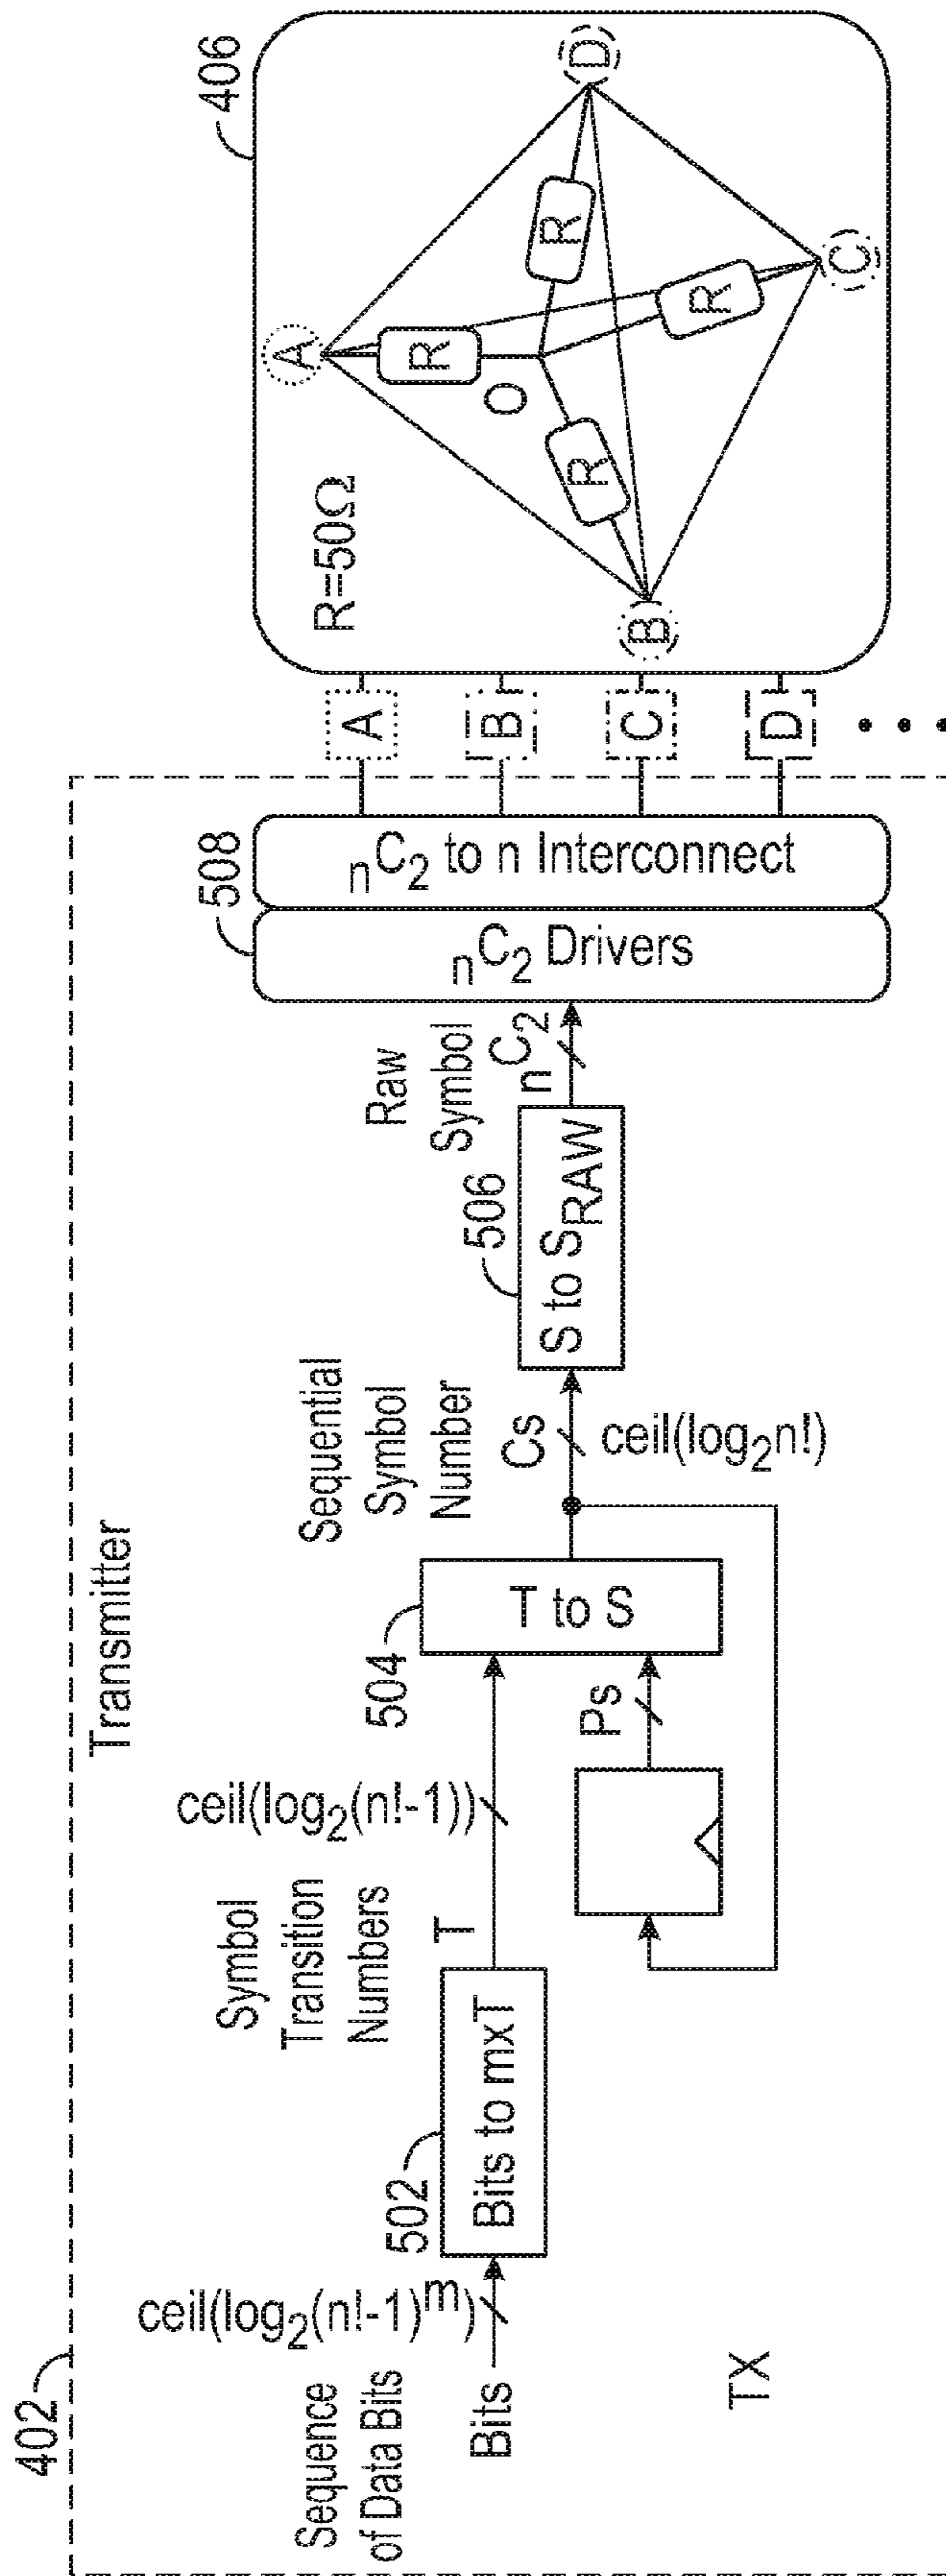 402
Transmitter
Sequence
of Data Bits
Bits
ceil(log₂(n!-1)ᵐ)
502
Bits to mxT
Symbol
Transition
Numbers
T
ceil(log₂(n!-1))
504
T to S
Ps
Sequential
Symbol
Number
Cs
ceil(log₂n!)
506
S to S_RAW
Raw
Symbol
nC₂
508
ₙC₂ Drivers
ₙC₂ to n Interconnect
A
B
C
D
406
R=50Ω
A
R
O
R
R
R
B
C
D
TX